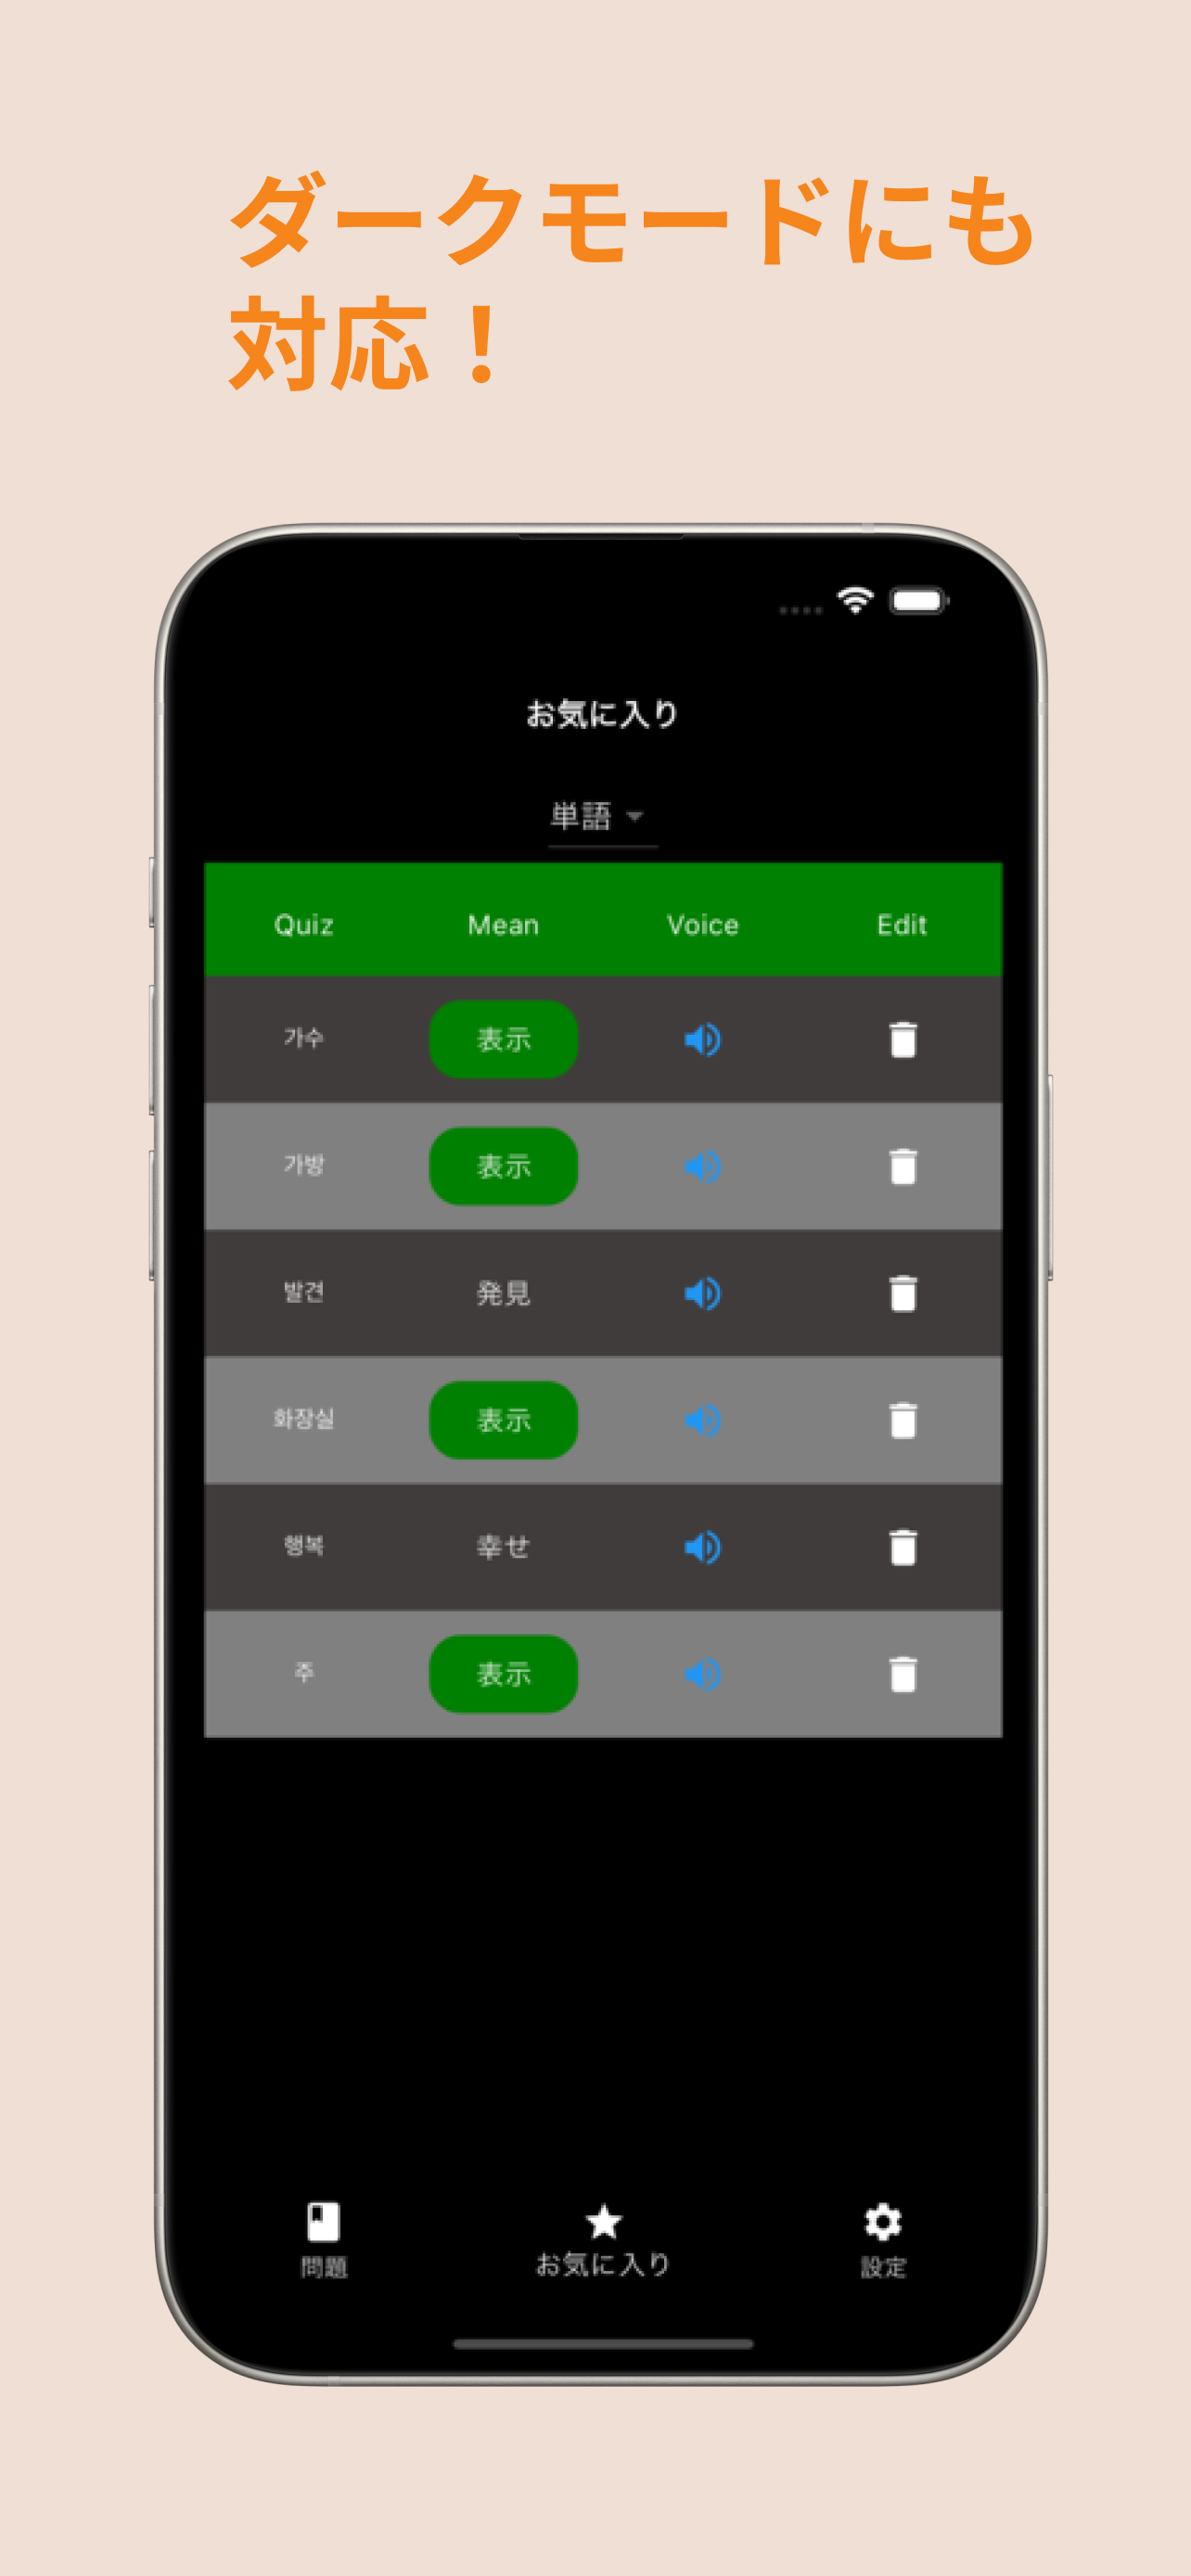 ダークモードにも
対応！
お気に入り
単語
Quiz Mean Voice Edit
가수 表示
가방 表示
발견 発見
화장실 表示
행복 幸せ
주 表示
問題 お気に入り 設定